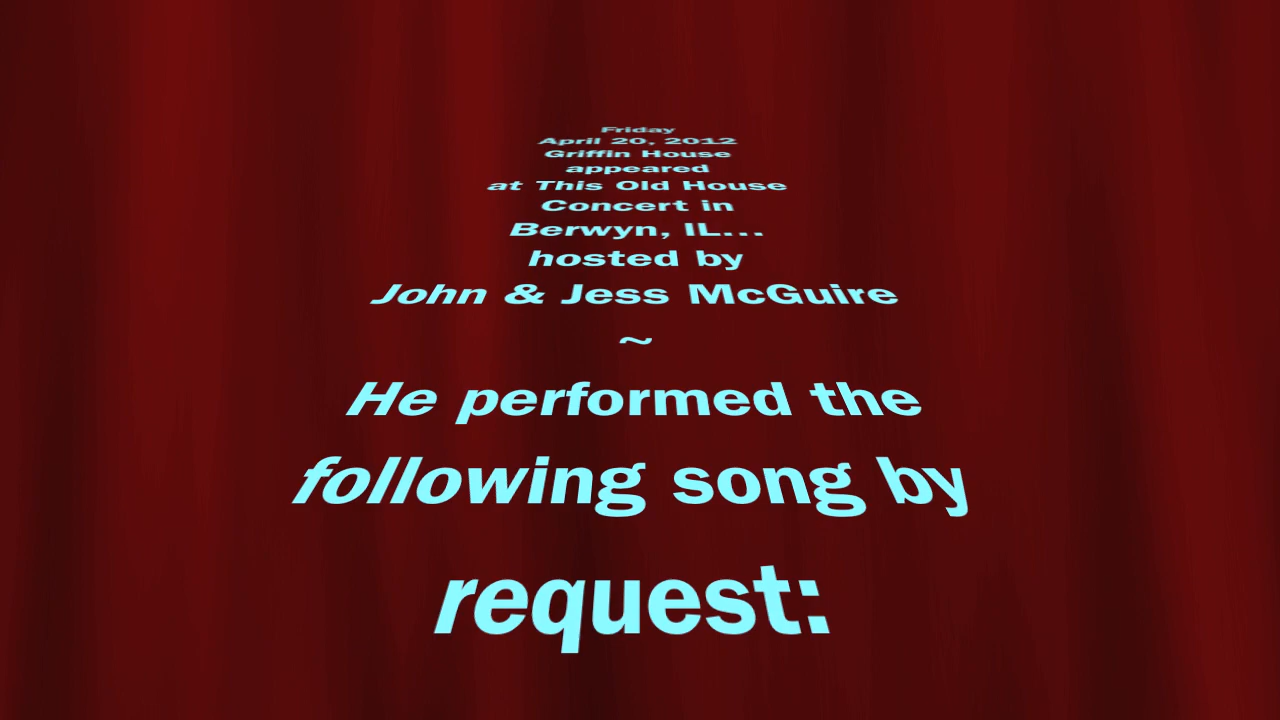 Friday
April 20, 2012
Griffin House
appeared
at This Old House
Concert in
Berwyn, IL...
hosted by
John & Jess McGuire
~
He performed the
following song by
request: